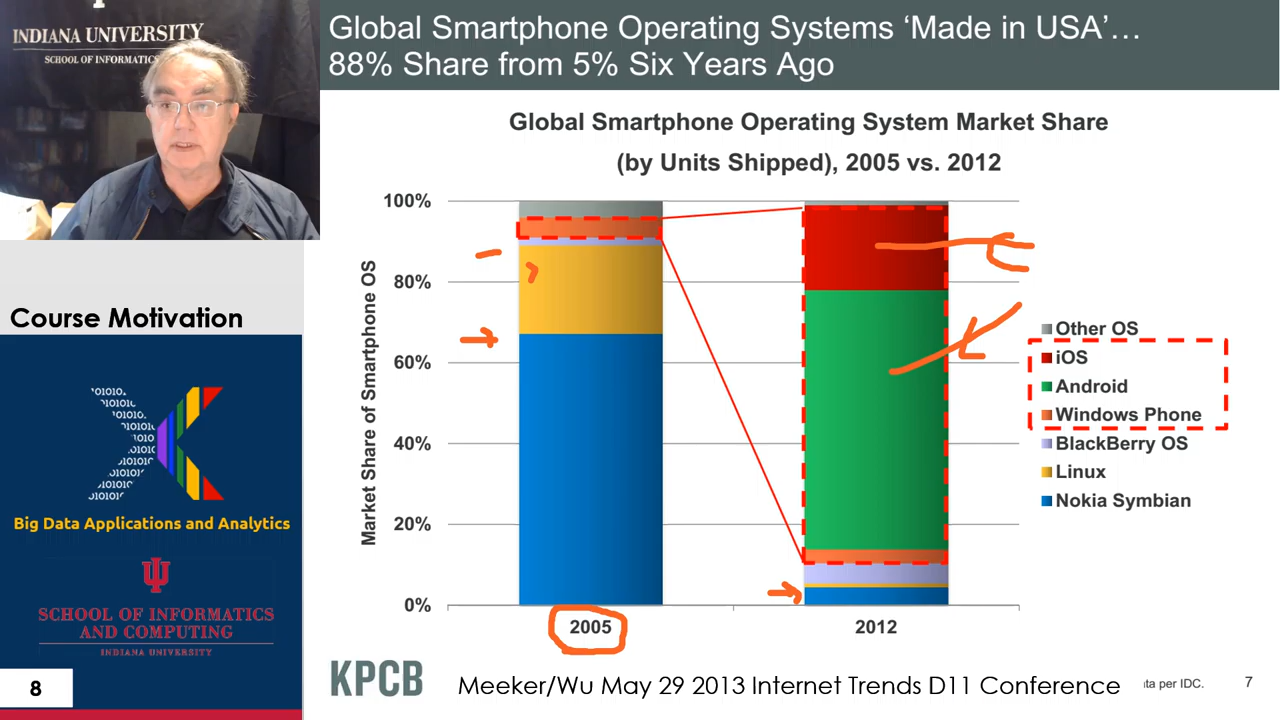 INDIANA UNIVERSITY
SCHOOL OF INFORMATICS
Global Smartphone Operating Systems ‘Made in USA’…
88% Share from 5% Six Years Ago
Global Smartphone Operating System Market Share
(by Units Shipped), 2005 vs. 2012
Market Share of Smartphone OS
100%
80%
60%
40%
20%
0%
2005
2012
Other OS
iOS
Android
Windows Phone
BlackBerry OS
Linux
Nokia Symbian
Course Motivation
Big Data Applications and Analytics
SCHOOL OF INFORMATICS
AND COMPUTING
INDIANA UNIVERSITY
8
KPCB
Meeker/Wu May 29 2013 Internet Trends D11 Conference
per IDC.
7